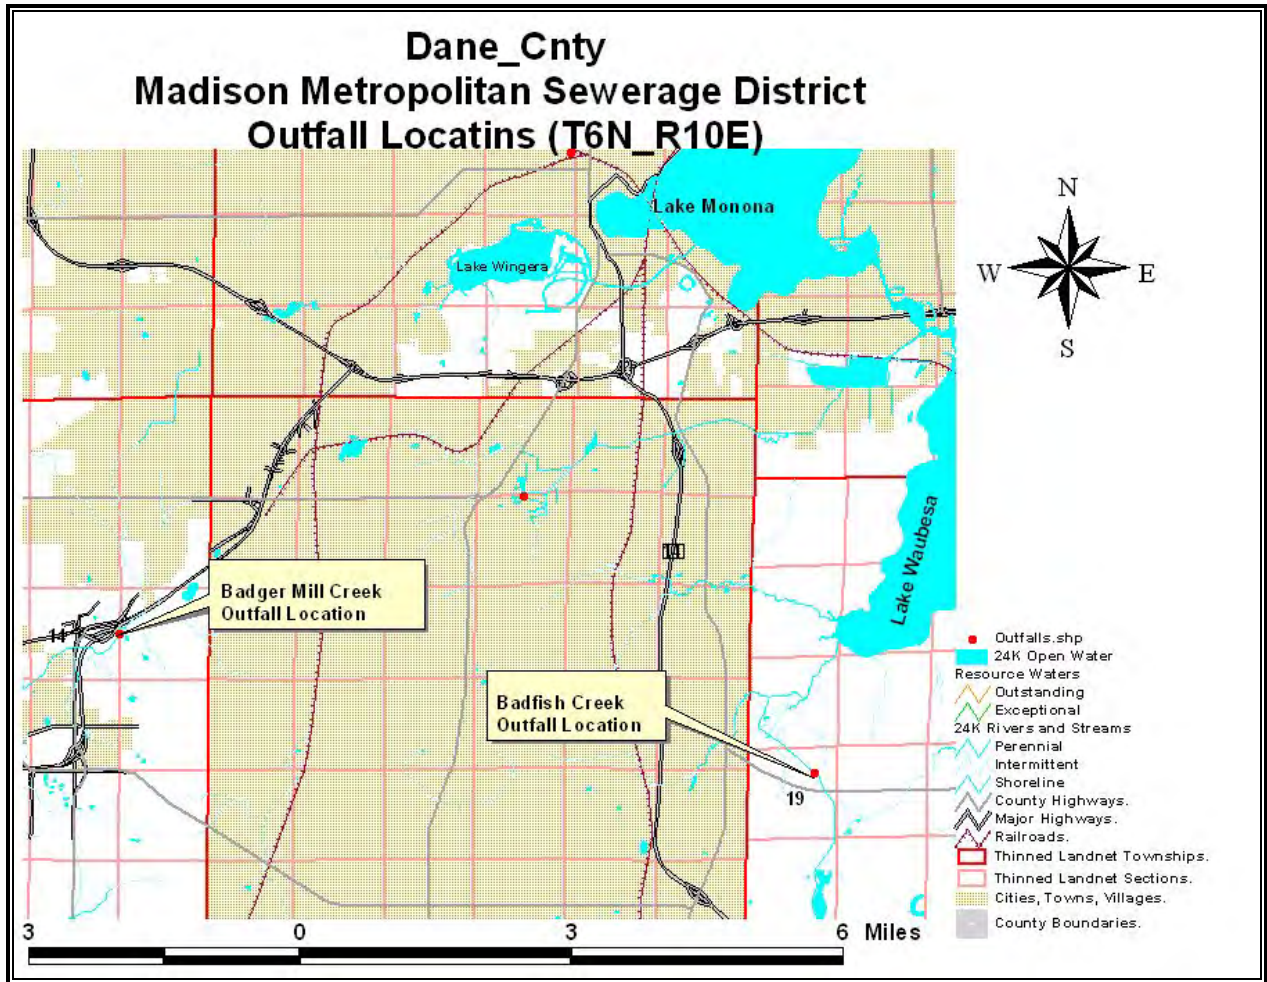 Dane_Cnty
Madison Metropolitan Sewerage District
Outfall Locatins (T6N_R10E)
Lake Monona
Lake Wingera
N
W
E
S
Lake Waubesa
14
Badger Mill Creek
Outfall Location
14
Badfish Creek
Outfall Location
19
Outfalls.shp
24K Open Water
Resource Waters
Outstanding
Exceptional
24K Rivers and Streams
Perennial
Intermittent
Shoreline
County Highways.
Major Highways.
Railroads.
Thinned Landnet Townships.
Thinned Landnet Sections.
Cities, Towns, Villages.
County Boundaries.
3 0 3 6 Miles